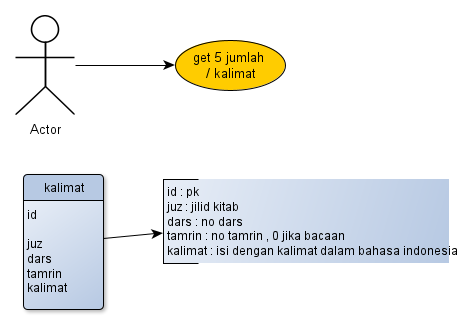 get 5 jumlah
/ kalimat
Actor
kalimat
id
juz
dars
tamrin
kalimat
id : pk
juz : jilid kitab
dars : no dars
tamrin : no tamrin , 0 jika bacaan
kalimat : isi dengan kalimat dalam bahasa indonesia